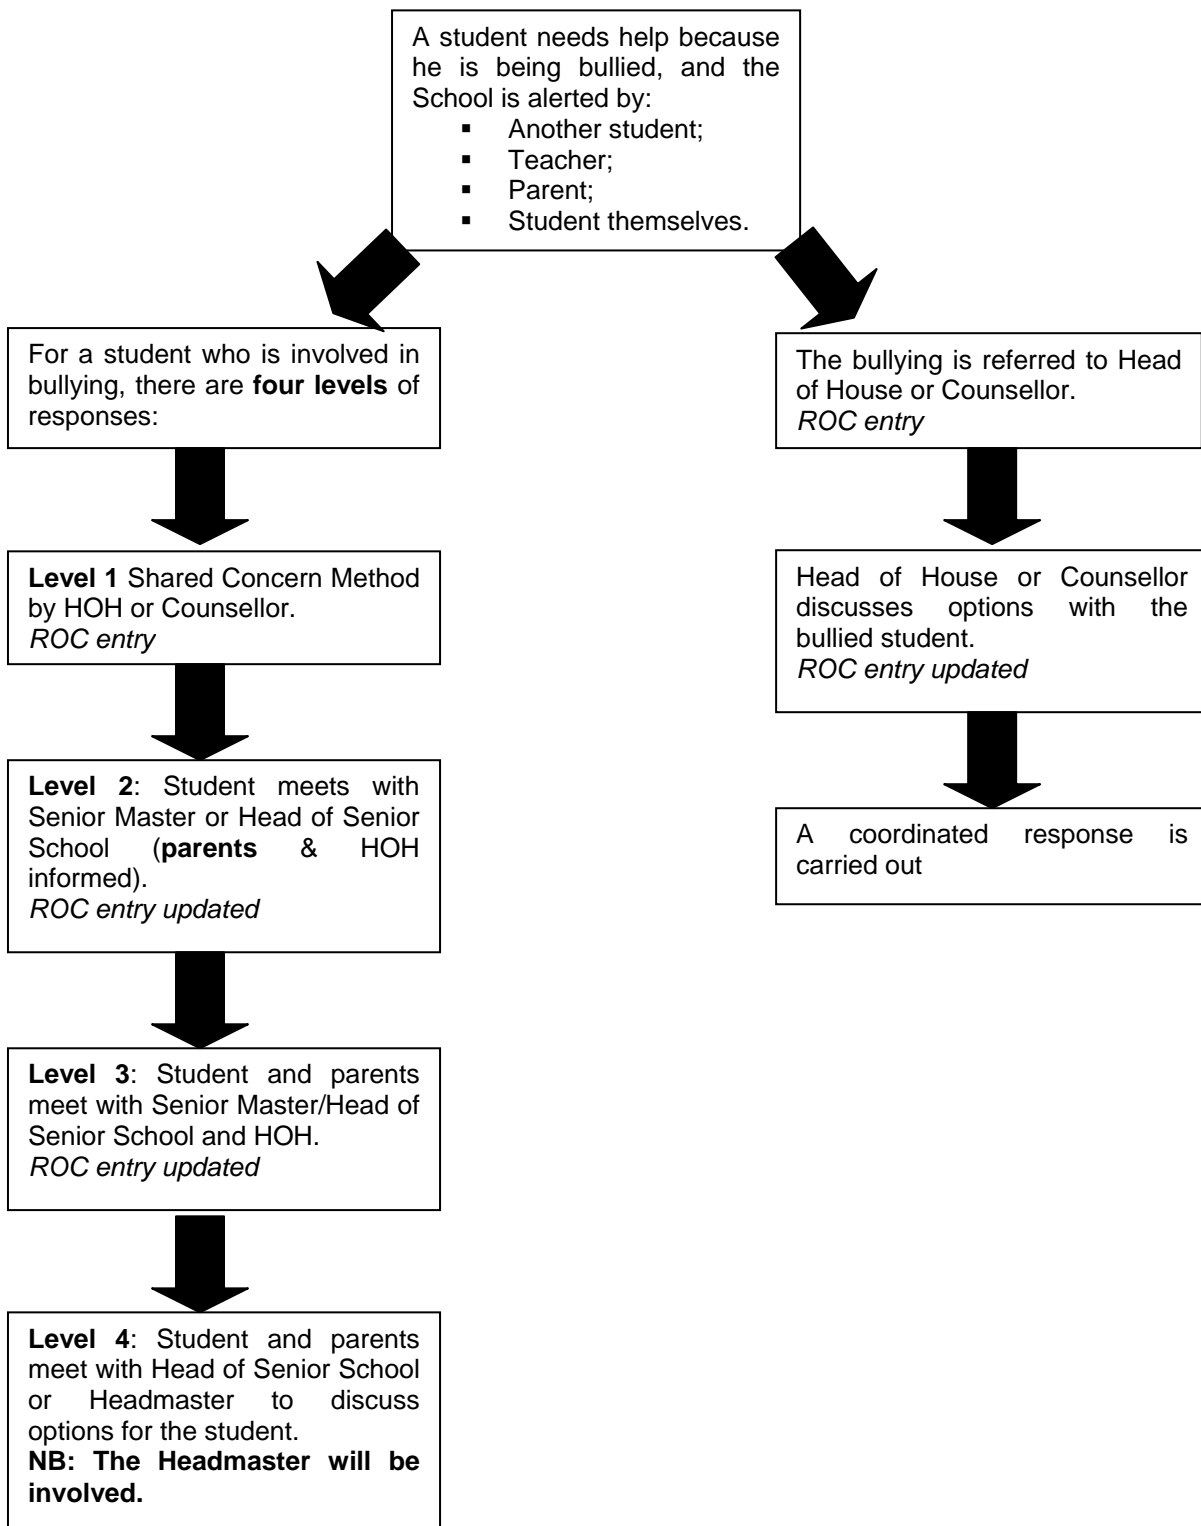 A student needs help because
he is being bullied, and the
School is alerted by:
▪ Another student;
▪ Teacher;
▪ Parent;
▪ Student themselves.
For a student who is involved in
bullying, there are four levels of
responses:
The bullying is referred to Head
of House or Counsellor.
ROC entry
Level 1 Shared Concern Method
by HOH or Counsellor.
ROC entry
Head of House or Counsellor
discusses options with the
bullied student.
ROC entry updated
Level 2: Student meets with
Senior Master or Head of Senior
School (parents & HOH
informed).
ROC entry updated
A coordinated response is
carried out
Level 3: Student and parents
meet with Senior Master/Head of
Senior School and HOH.
ROC entry updated
Level 4: Student and parents
meet with Head of Senior School
or Headmaster to discuss
options for the student.
NB: The Headmaster will be
involved.